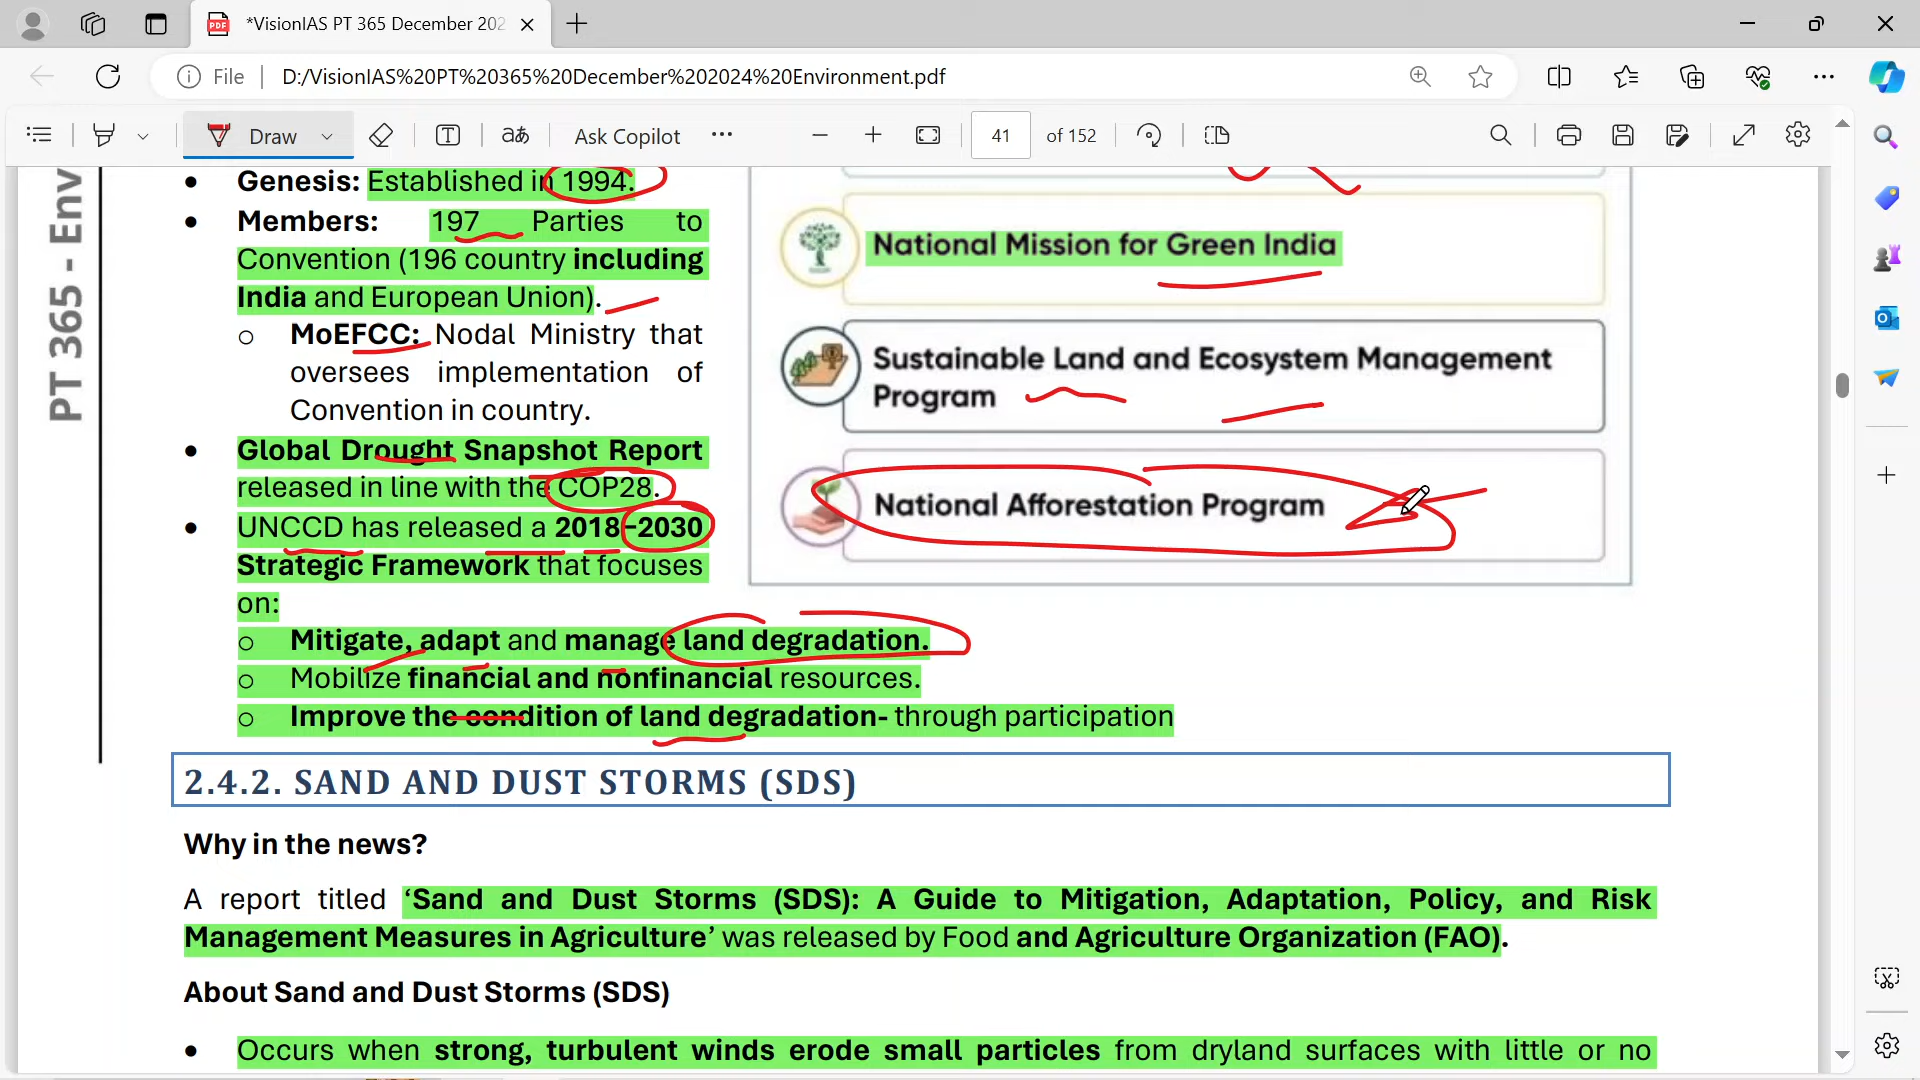 *VisionIAS PT 365 December 202
File
D:/VisionIAS%20PT%20365%20December%202024%20Environment.pdf
Draw
aあ
Ask Copilot
41
of 152
PT 365 - Env
Genesis: Established in 1994.
Members: 197 Parties to
Convention (196 country including
India and European Union).
MoEFCC: Nodal Ministry that
oversees implementation of
Convention in country.
Global Drought Snapshot Report
released in line with the COP28.
UNCCD has released a 2018-2030
Strategic Framework that focuses
on:
Mitigate, adapt and manage land degradation.
Mobilize financial and nonfinancial resources.
Improve the condition of land degradation- through participation
National Mission for Green India
Sustainable Land and Ecosystem Management
Program
National Afforestation Program
2.4.2. SAND AND DUST STORMS (SDS)
Why in the news?
A report titled ‘Sand and Dust Storms (SDS): A Guide to Mitigation, Adaptation, Policy, and Risk
Management Measures in Agriculture’ was released by Food and Agriculture Organization (FAO).
About Sand and Dust Storms (SDS)
Occurs when strong, turbulent winds erode small particles from dryland surfaces with little or no